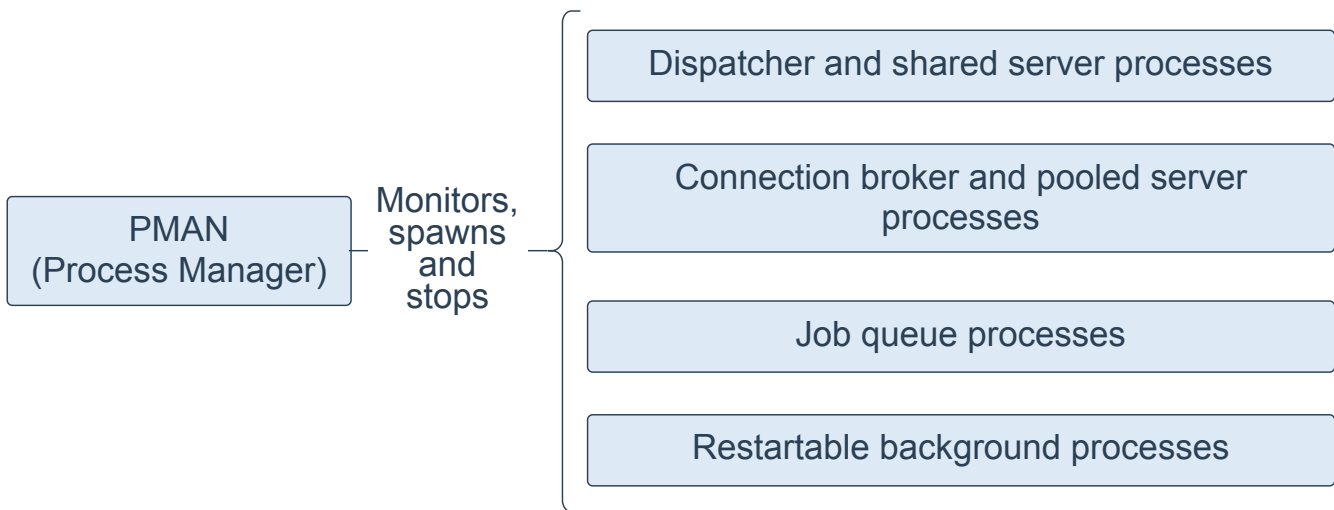 PMAN
(Process Manager)
Monitors,
spawns
and
stops
Dispatcher and shared server processes
Connection broker and pooled server
processes
Job queue processes
Restartable background processes